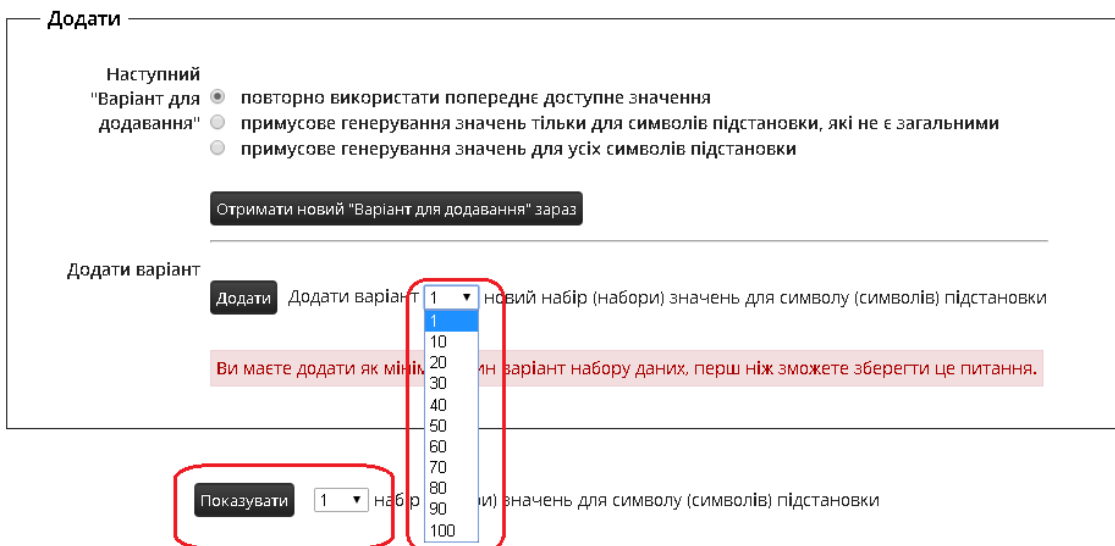 Додати
Наступний
"Варіант для
додавання"
повторно використати попереднє доступне значення
примусове генерування значень тільки для символів підстановки, які не є загальними
примусове генерування значень для усіх символів підстановки
Отримати новий "Варіант для додавання" зараз
Додати варіант
Додати Додати варіант 1 новий набір (набори) значень для символу (символів) підстановки
1
10
20
30
40
50
60
70
80
90
100
Ви маєте додати як мінім ин варіант набору даних, перш ніж зможете зберегти це питання.
Показувати 1 набір и) значень для символу (символів) підстановки